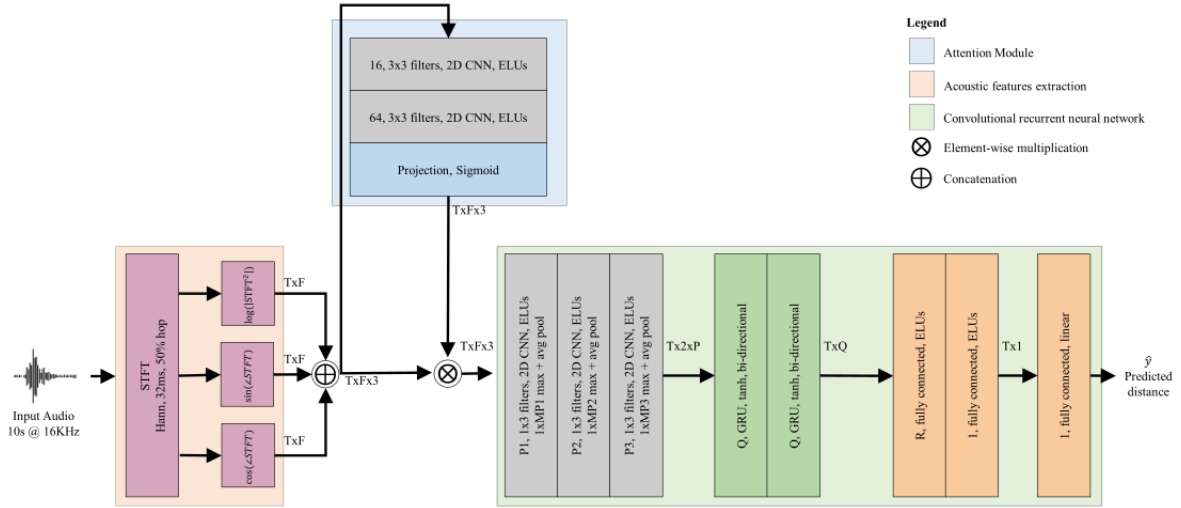 Legend
Attention Module
Acoustic features extraction
Convolutional recurrent neural network
Element-wise multiplication
Concatenation
16, 3x3 filters, 2D CNN, ELUs
64, 3x3 filters, 2D CNN, ELUs
Projection, Sigmoid
TxFx3
Input Audio
10s @ 16KHz
STFT
Hann, 32ms, 50% hop
log(|STFT²|)
sin(∠STFT)
cos(∠STFT)
TxF
TxF
TxF
TxFx3
TxFx3
P1, 1x3 filters, 2D CNN, ELUs
1xMP1 max + avg pool
P2, 1x3 filters, 2D CNN, ELUs
1xMP2 max + avg pool
P3, 1x3 filters, 2D CNN, ELUs
1xMP3 max + avg pool
Tx2xP
Q, GRU, tanh, bi-directional
Q, GRU, tanh, bi-directional
TxQ
R, fully connected, ELUs
1, fully connected, ELUs
Tx1
1, fully connected, linear
ŷ
Predicted
distance